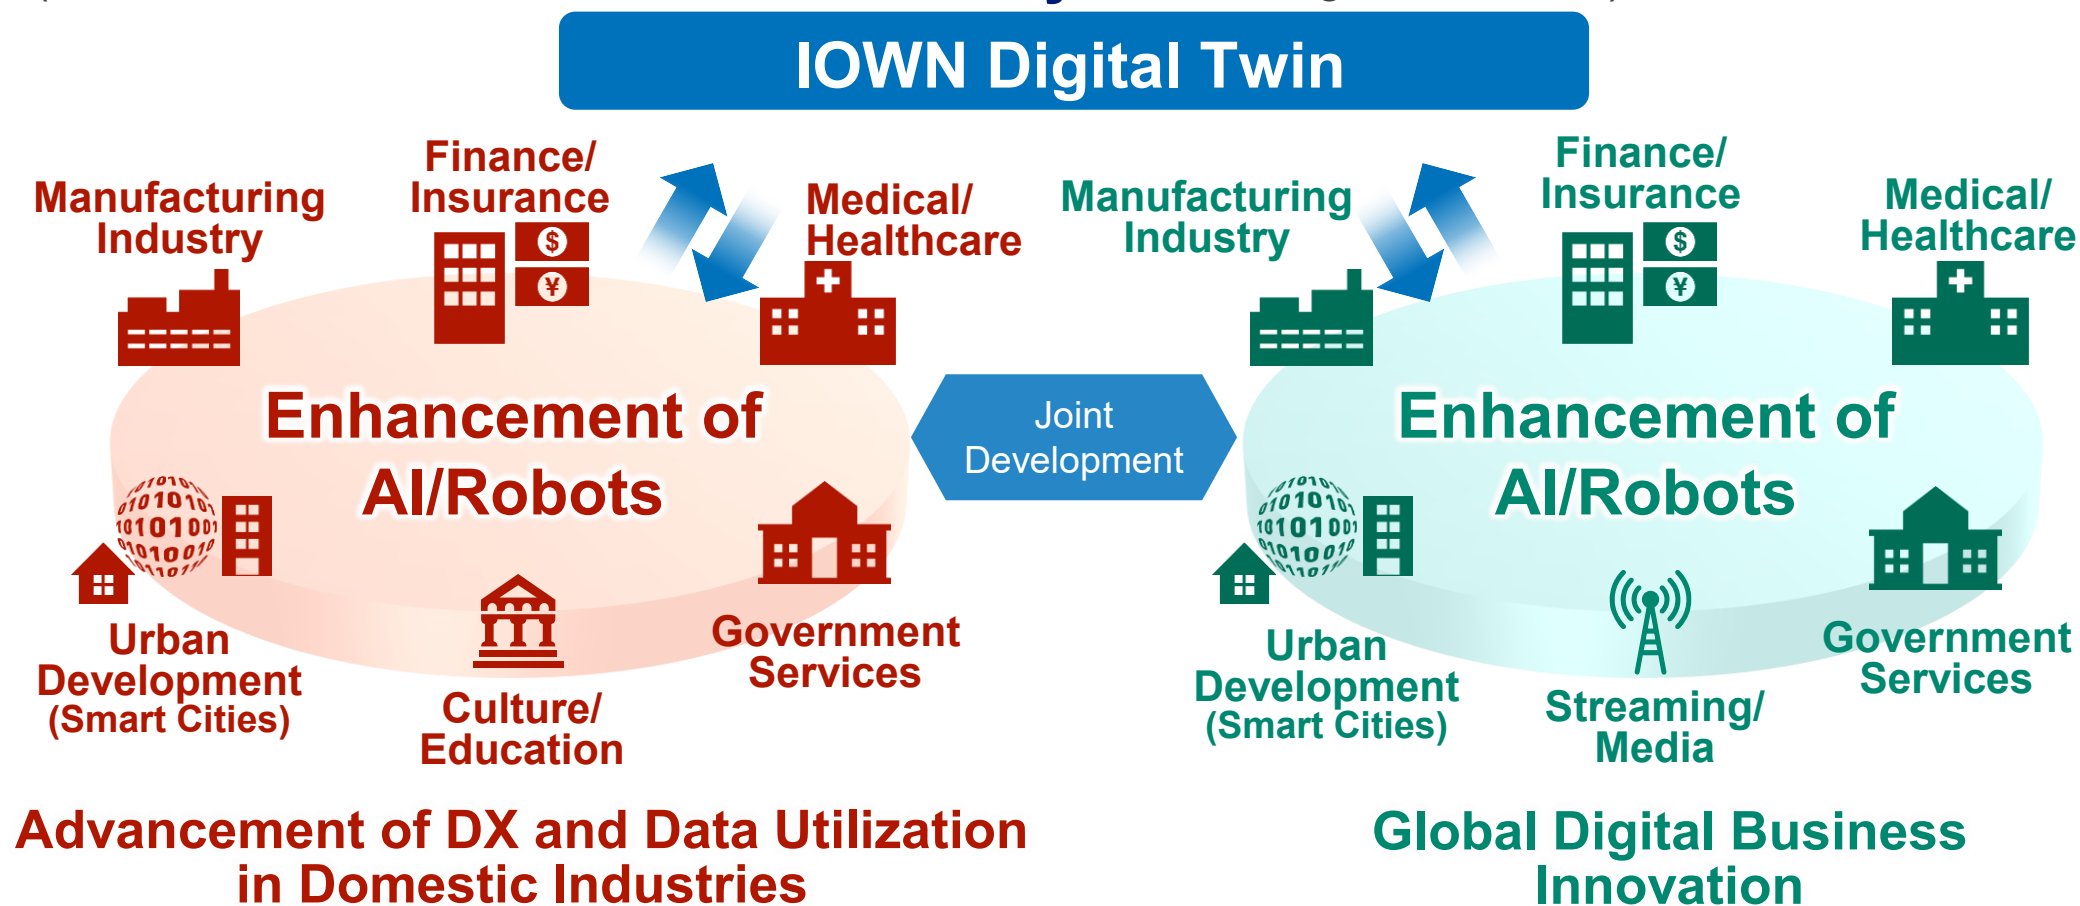 IOWN Digital Twin
Finance/
Insurance
Manufacturing
Industry
Medical/
Healthcare
$
¥
Enhancement of
AI/Robots
Urban
Development
(Smart Cities)
Culture/
Education
Government
Services
Advancement of DX and Data Utilization
in Domestic Industries
Joint
Development
Finance/
Insurance
Manufacturing
Industry
Medical/
Healthcare
$
¥
Enhancement of
AI/Robots
Urban
Development
(Smart Cities)
Streaming/
Media
Government
Services
Global Digital Business
Innovation